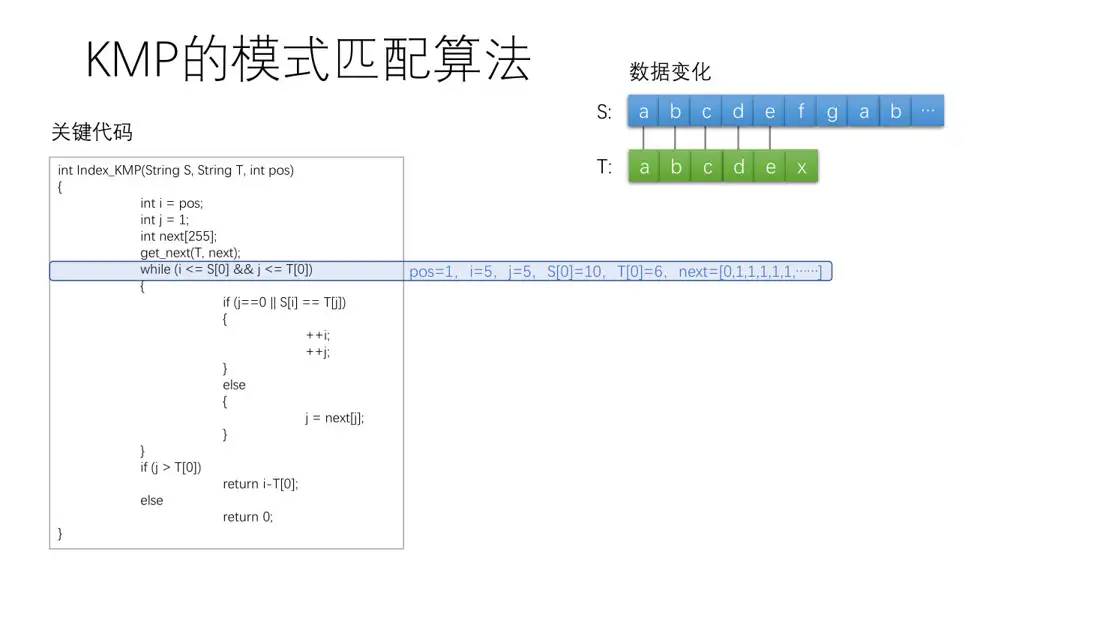 KMP的模式匹配算法
数据变化
S: a b c d e f g a b …
T: a b c d e x
关键代码
int Index_KMP(String S, String T, int pos)
{
int i = pos;
int j = 1;
int next[255];
get_next(T, next);
while (i <= S[0] && j <= T[0])
pos=1, i=5, j=5, S[0]=10, T[0]=6, next=[0,1,1,1,1,1,……]
{
if (j==0 || S[i] == T[j])
{
++i;
++j;
}
else
{
j = next[j];
}
}
if (j > T[0])
return i-T[0];
else
return 0;
}